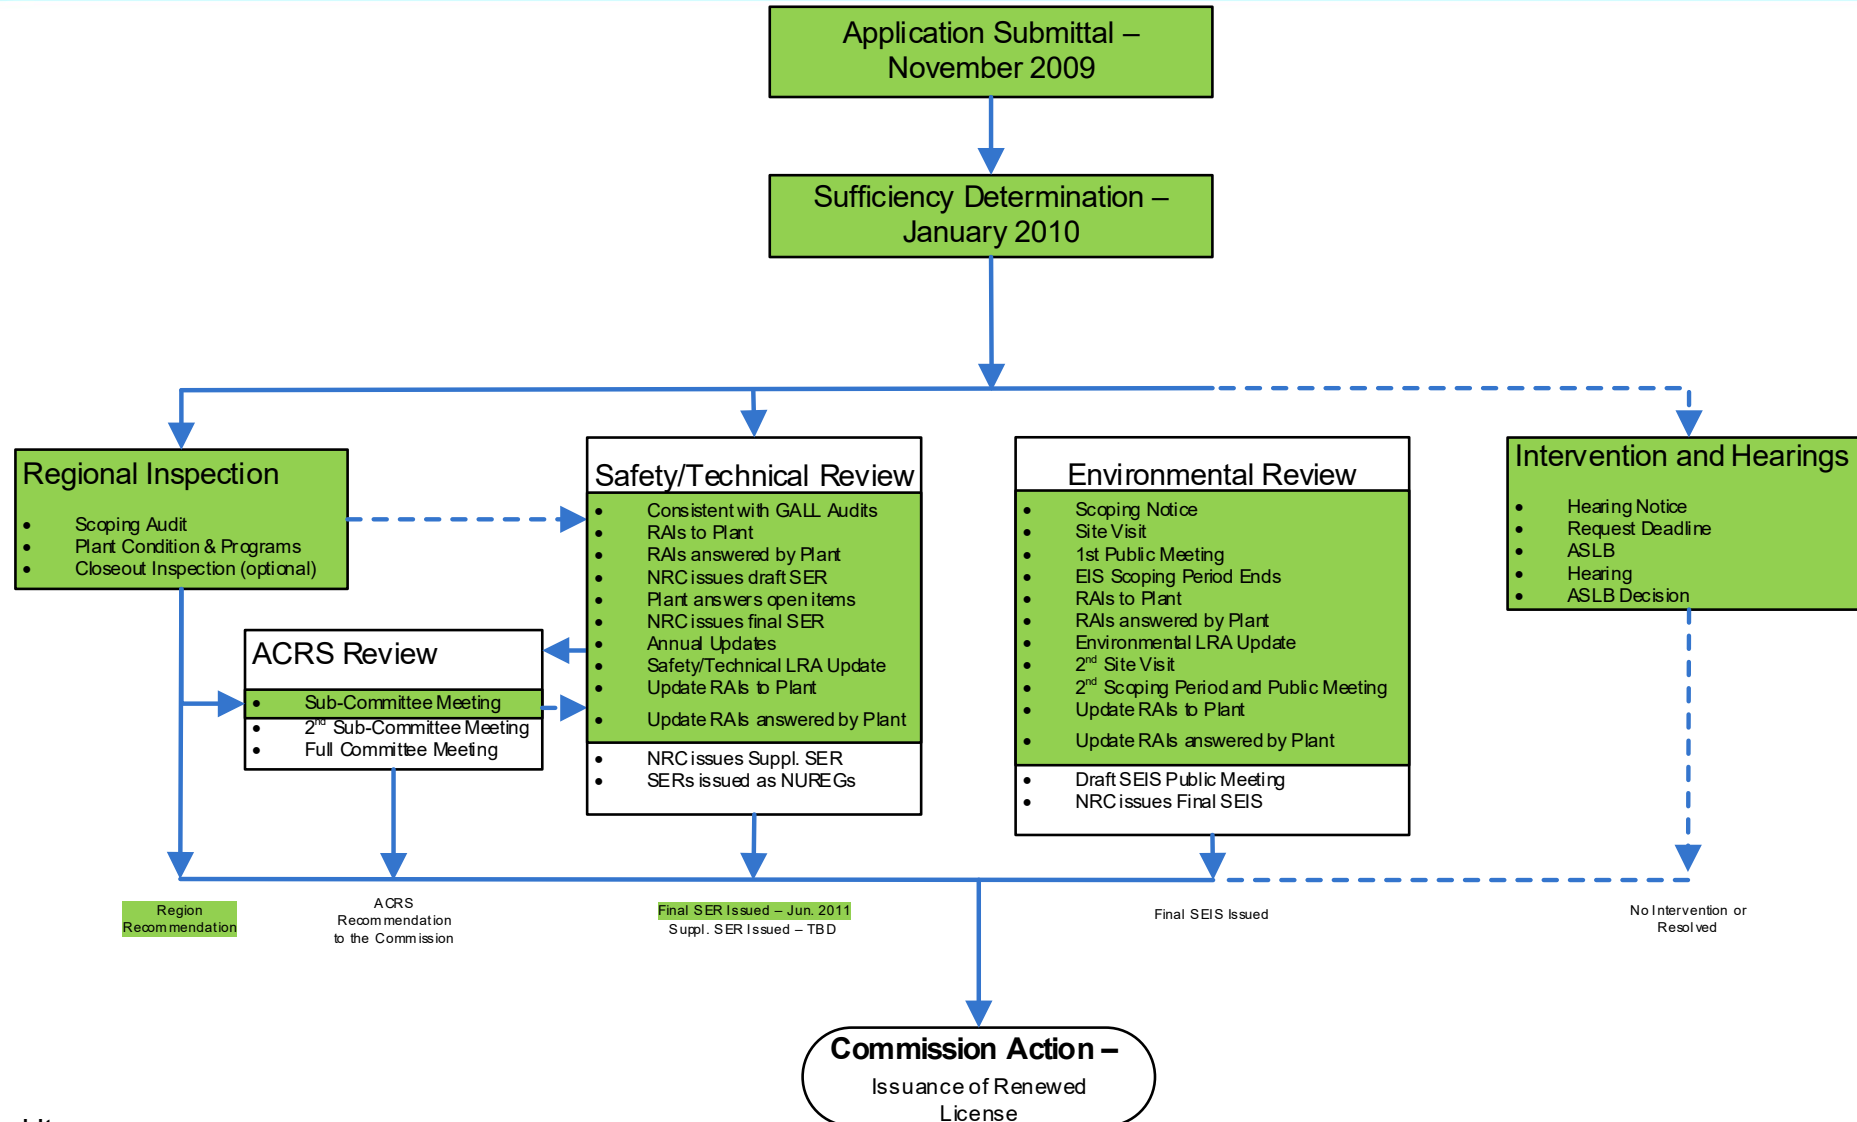 Application Submittal –
November 2009
Sufficiency Determination –
January 2010
Regional Inspection
• Scoping Audit
• Plant Condition & Programs
• Closeout Inspection (optional)
ACRS Review
• Sub-Committee Meeting
• 2nd Sub-Committee Meeting
• Full Committee Meeting
Safety/Technical Review
• Consistent with GALL Audits
• RAIs to Plant
• RAIs answered by Plant
• NRC issues draft SER
• Plant answers open items
• NRC issues final SER
• Annual Updates
• Safety/Technical LRA Update
• Update RAIs to Plant
• Update RAIs answered by Plant
• NRC issues Suppl. SER
• SERs issued as NUREGs
Environmental Review
• Scoping Notice
• Site Visit
• 1st Public Meeting
• EIS Scoping Period Ends
• RAIs to Plant
• RAIs answered by Plant
• Environmental LRA Update
• 2nd Site Visit
• 2nd Scoping Period and Public Meeting
• Update RAIs to Plant
• Update RAIs answered by Plant
• Draft SEIS Public Meeting
• NRC issues Final SEIS
Intervention and Hearings
• Hearing Notice
• Request Deadline
• ASLB
• Hearing
• ASLB Decision
Region
Recommendation
ACRS
Recommendation
to the Commission
Final SER Issued – Jun. 2011
Suppl. SER Issued – TBD
Final SEIS Issued
No Intervention or
Resolved
Commission Action –
Issuance of Renewed
License